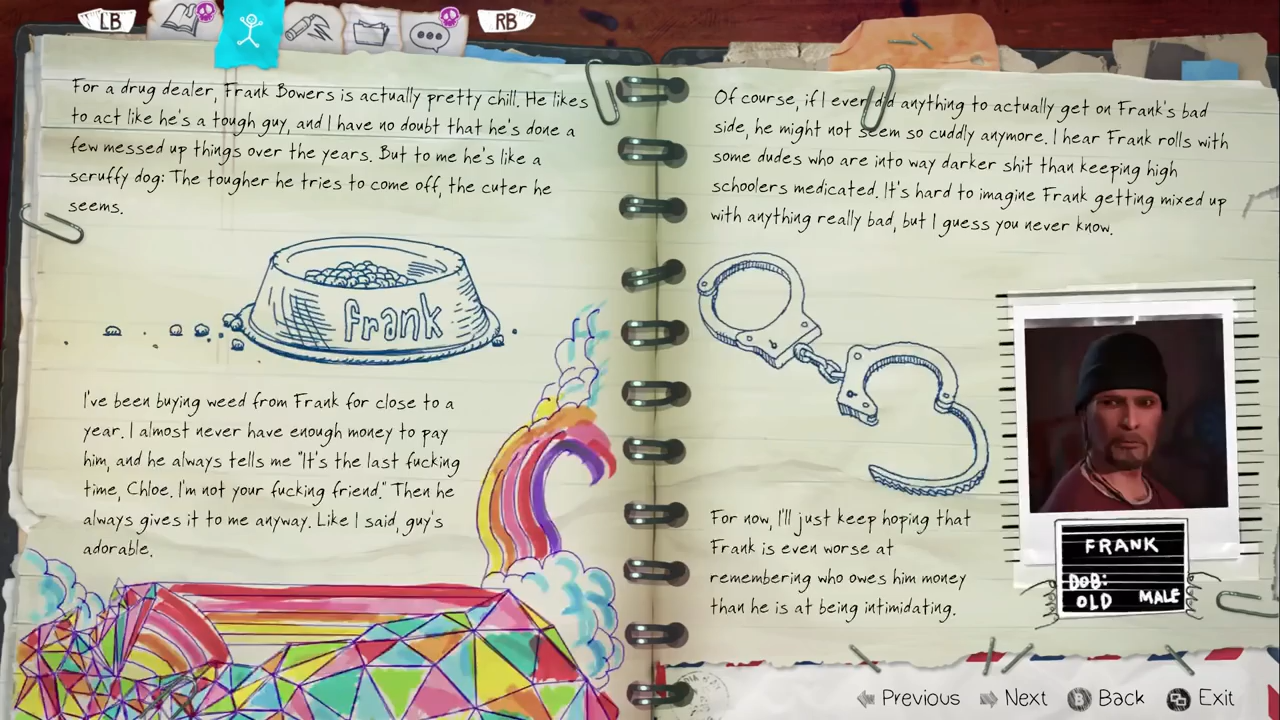 LB
RB
For a drug dealer, Frank Bowers is actually pretty chill. He likes
to act like he's a tough guy, and I have no doubt that he's done a
few messed up things over the years. But to me he's like a
scruffy dog: The tougher he tries to come off, the cuter he
seems.
frank
I've been buying weed from Frank for close to a
year. I almost never have enough money to pay
him, and he always tells me "It's the last fucking
time, Chloe. I'm not your fucking friend." Then he
always gives it to me anyway. Like I said, guy's
adorable.
Of course, if I ever did anything to actually get on Frank's bad
side, he might not seem so cuddly anymore. I hear Frank rolls with
some dudes who are into way darker shit than keeping high
schoolers medicated. It's hard to imagine Frank getting mixed up
with anything really bad, but I guess you never know.
For now, I'll just keep hoping that
Frank is even worse at
remembering who owes him money
than he is at being intimidating.
FRANK
DOB:
OLD MALE
Previous Next B Back Exit